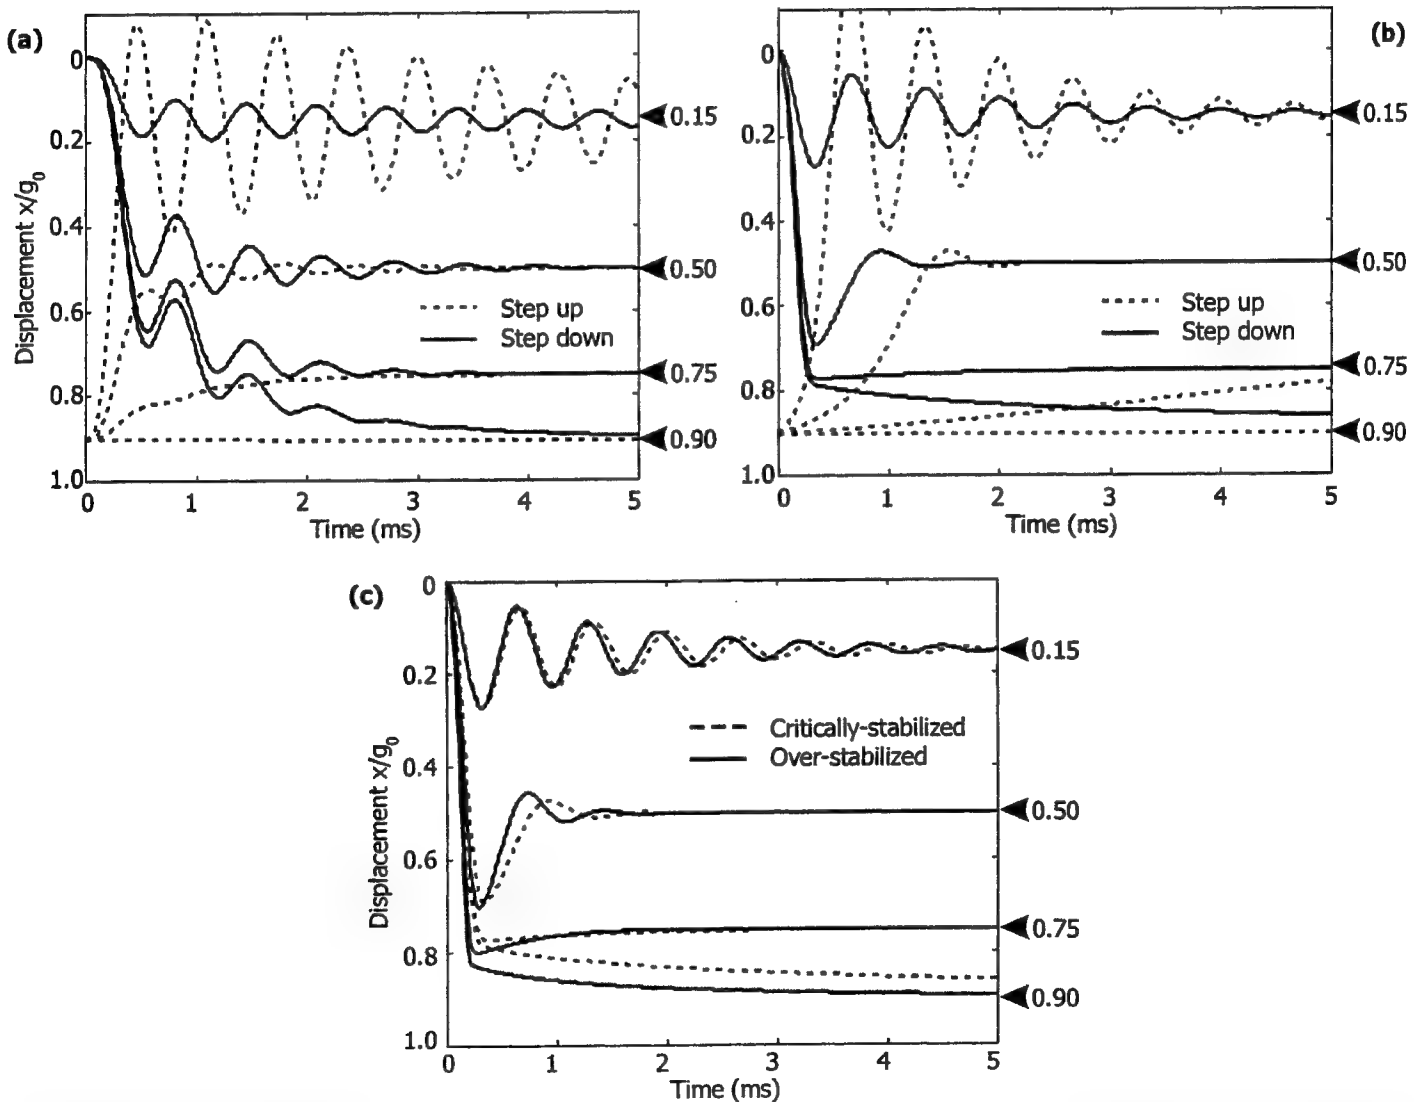 (a)
0
0.2
0.4
0.6
0.8
1.0
Displacement x/g0
0 1 2 3 4 5
Time (ms)
0.15
0.50
0.75
0.90
Step up
Step down
(b)
0
0.2
0.4
0.6
0.8
1.0
0 1 2 3 4 5
Time (ms)
0.15
0.50
0.75
0.90
Step up
Step down
(c)
0
0.2
0.4
0.6
0.8
1.0
Displacement x/g0
0 1 2 3 4 5
Time (ms)
0.15
0.50
0.75
0.90
Critically-stabilized
Over-stabilized